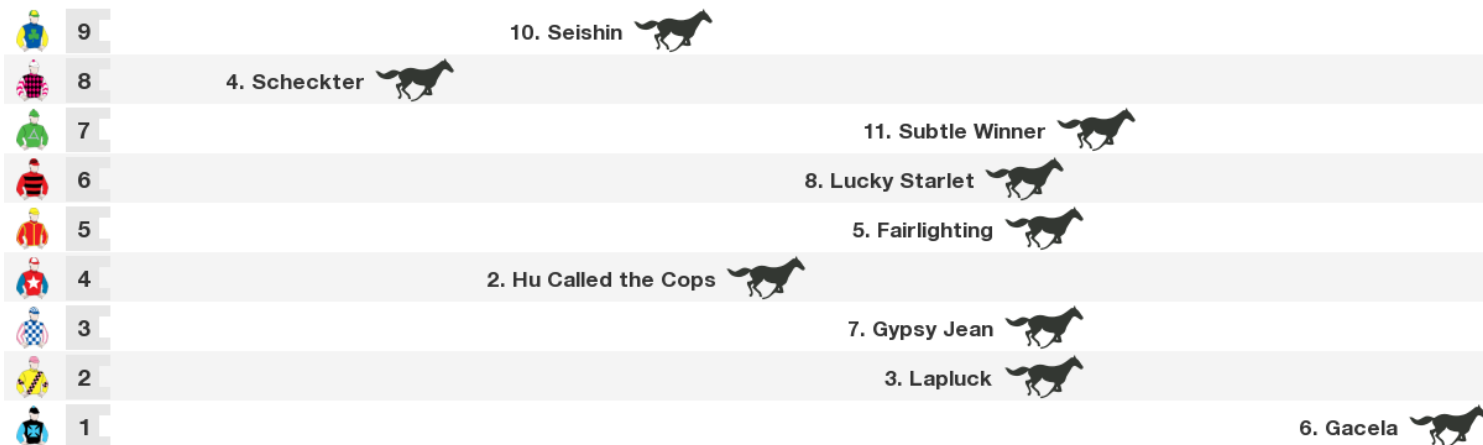 9 10. Seishin
8 4. Scheckter
7 11. Subtle Winner
6 8. Lucky Starlet
5 5. Fairlighting
4 2. Hu Called the Cops
3 7. Gypsy Jean
2 3. Lapluck
1 6. Gacela